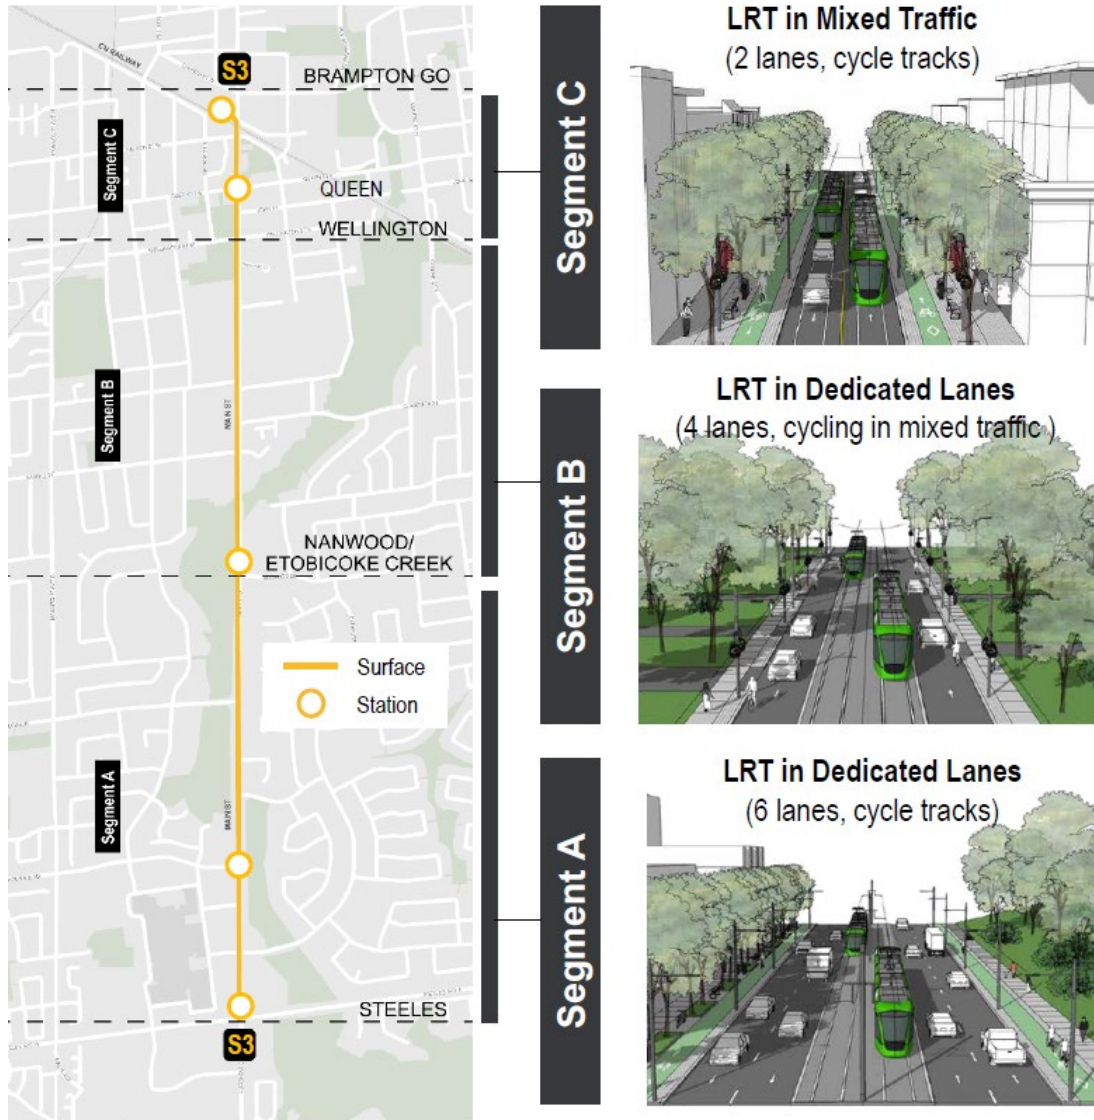 S3
CN RAILWAY
BRAMPTON GO
Segment C
QUEEN
WELLINGTON
Segment B
MAIN ST
NANWOOD/
ETOBICOKE CREEK
Surface
Station
Segment A
MAIN ST
STEELES
S3
Segment C
LRT in Mixed Traffic
(2 lanes, cycle tracks)
Segment B
LRT in Dedicated Lanes
(4 lanes, cycling in mixed traffic )
Segment A
LRT in Dedicated Lanes
(6 lanes, cycle tracks)